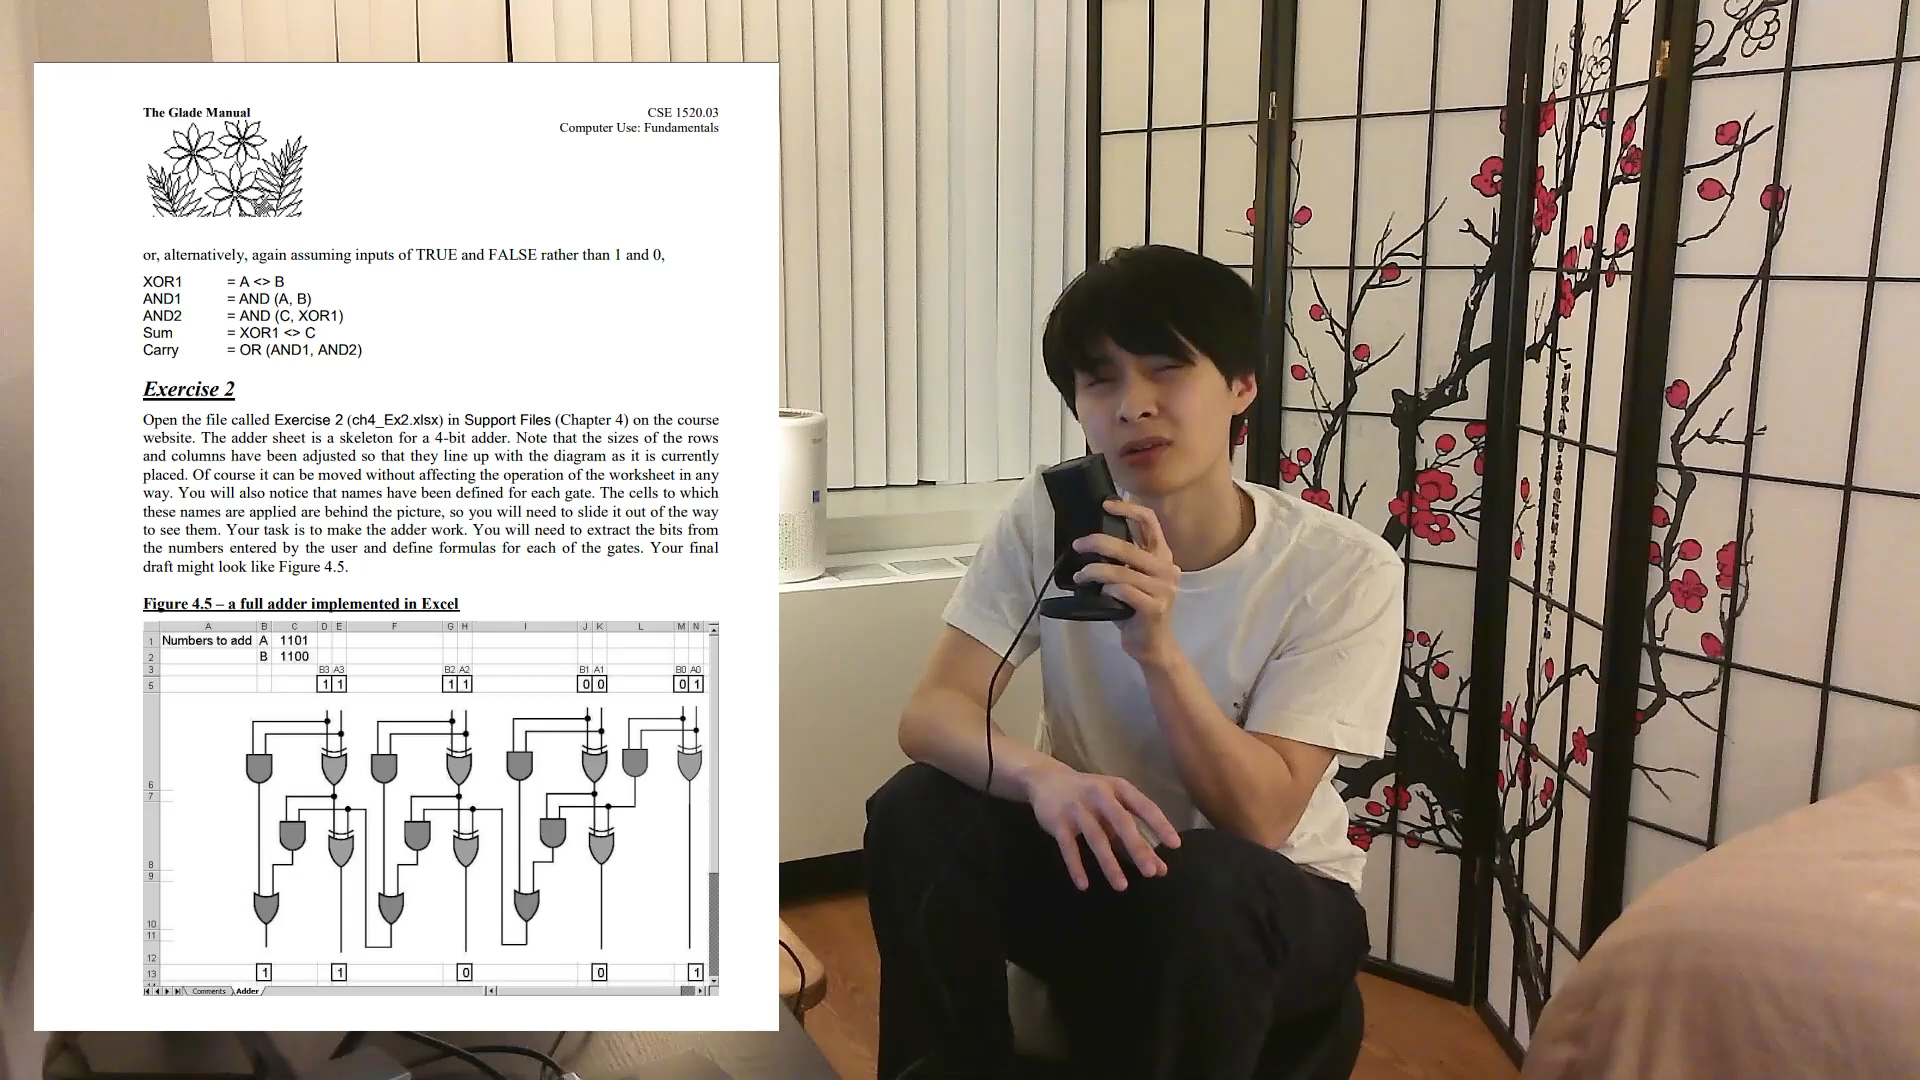 The Glade Manual
CSE 1520.03
Computer Use: Fundamentals
or, alternatively, again assuming inputs of TRUE and FALSE rather than 1 and 0,
XOR1 = A <> B
AND1 = AND (A, B)
AND2 = AND (C, XOR1)
Sum = XOR1 <> C
Carry = OR (AND1, AND2)
Exercise 2
Open the file called Exercise 2 (ch4_Ex2.xlsx) in Support Files (Chapter 4) on the course
website. The adder sheet is a skeleton for a 4-bit adder. Note that the sizes of the rows
and columns have been adjusted so that they line up with the diagram as it is currently
placed. Of course it can be moved without affecting the operation of the worksheet in any
way. You will also notice that names have been defined for each gate. The cells to which
these names are applied are behind the picture, so you will need to slide it out of the way
to see them. Your task is to make the adder work. You will need to extract the bits from
the numbers entered by the user and define formulas for each of the gates. Your final
draft might look like Figure 4.5.
Figure 4.5 – a full adder implemented in Excel
A B C D E F G H I J K L M N
1 Numbers to add A 1101
2 B 1100
3 B3 A3 B2 A2 B1 A1 B0 A0
5 1 1 1 1 0 0 0 1
6
7
8
9
10
11
12
13 1 1 0 0 1
Comments Adder